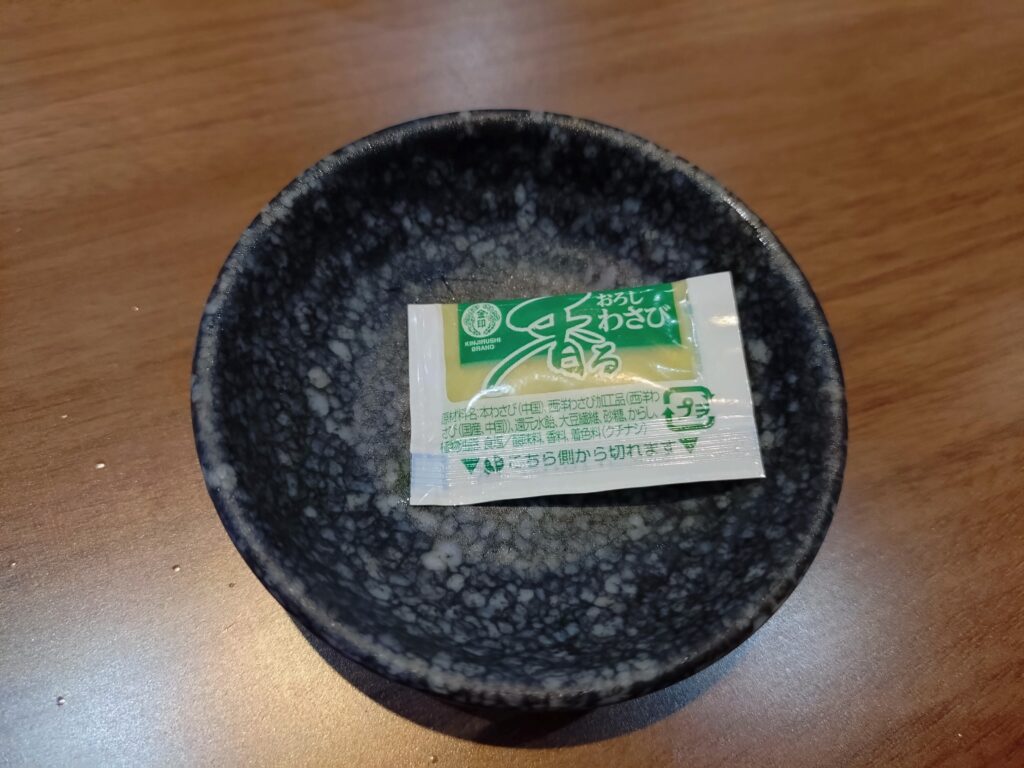 金印
KINJIRUSHI
BRAND
おろし
わさび
香る
原材料名:本わさび(中国)、西洋わさび加工品(西洋わ
さび(国産、中国))、還元水飴、大豆繊維、砂糖、からし、
植物油脂、食塩/酸味料、香料、着色料(クチナシ)
プラ
こちら側から切れます